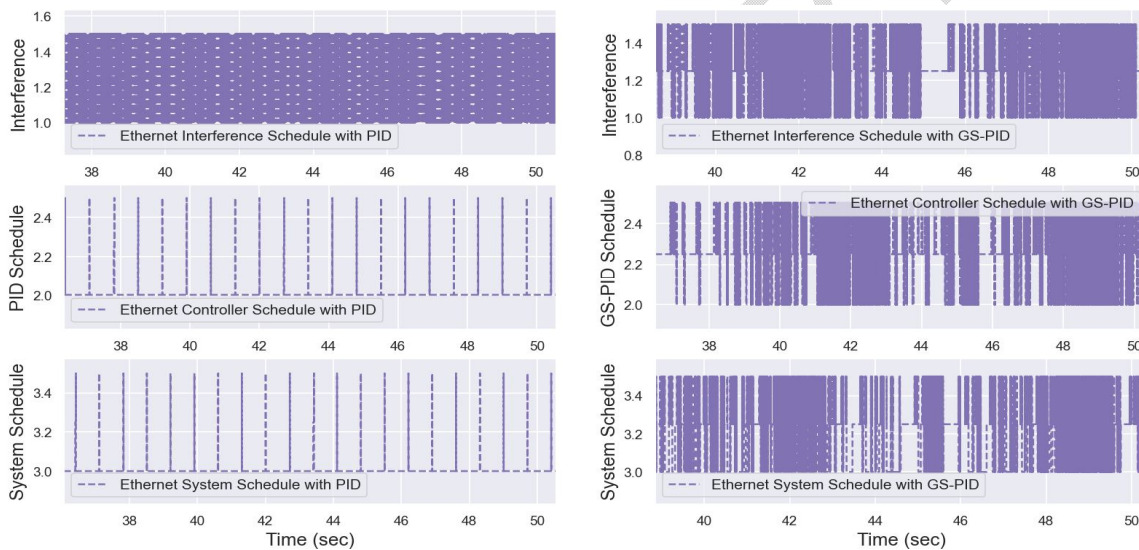 Interference
1.6
1.4
1.2
1.0
Ethernet Interference Schedule with PID
38 40 42 44 46 48 50
PID Schedule
2.4
2.2
2.0
Ethernet Controller Schedule with PID
38 40 42 44 46 48 50
System Schedule
3.4
3.2
3.0
Ethernet System Schedule with PID
38 40 42 44 46 48 50
Time (sec)
Intereference
1.4
1.2
1.0
0.8
Ethernet Interference Schedule with GS-PID
40 42 44 46 48 50
GS-PID Schedule
2.4
2.2
2.0
Ethernet Controller Schedule with GS-PID
38 40 42 44 46 48 50
System Schedule
3.4
3.2
3.0
Ethernet System Schedule with GS-PID
40 42 44 46 48 50
Time (sec)